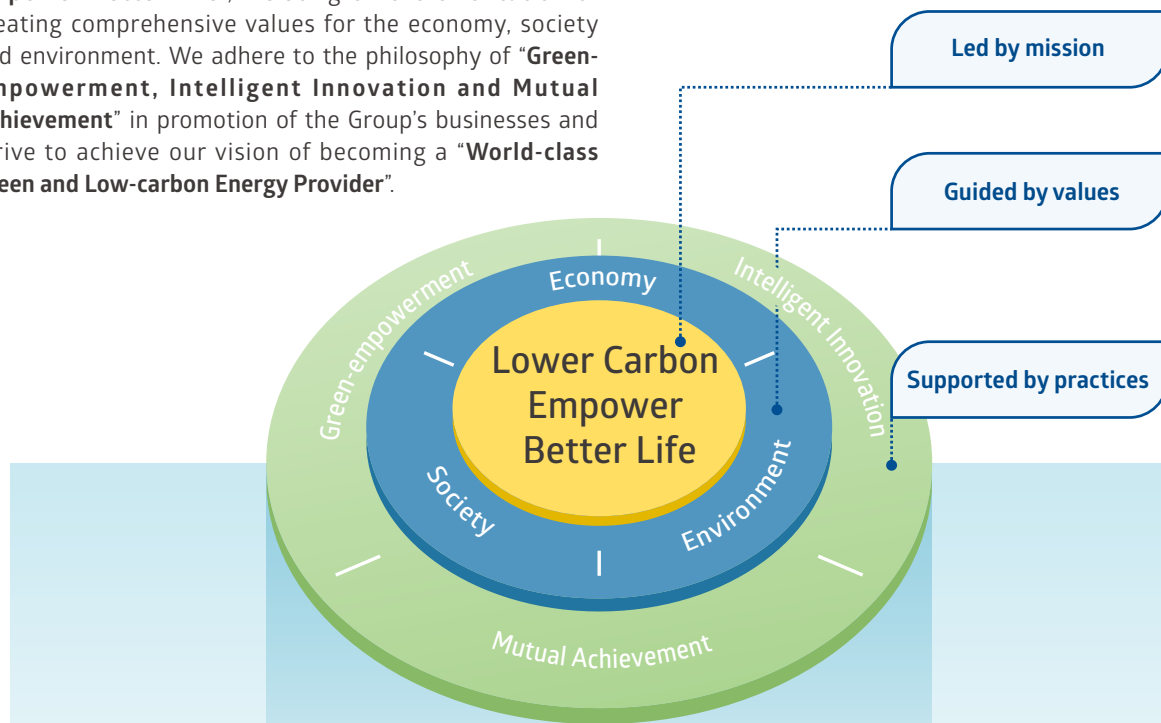 eating comprehensive values for the economy, society
d environment. We adhere to the philosophy of “Green-
mpowerment, Intelligent Innovation and Mutual
hievement” in promotion of the Group’s businesses and
rive to achieve our vision of becoming a “World-class
een and Low-carbon Energy Provider”.
Led by mission
Guided by values
Supported by practices
Green-empowerment
Intelligent Innovation
Mutual Achievement
Economy
Society
Environment
Lower Carbon
Empower
Better Life